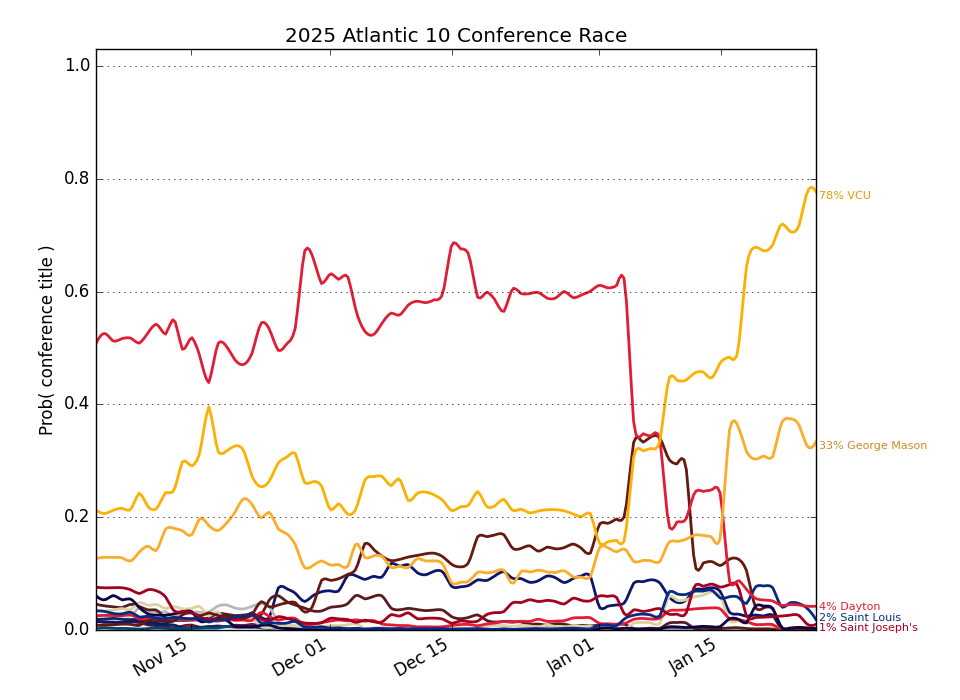 2025 Atlantic 10 Conference Race
Prob( conference title )
1.0
0.8
0.6
0.4
0.2
0.0
Nov 15
Dec 01
Dec 15
Jan 01
Jan 15
78% VCU
33% George Mason
4% Dayton
2% Saint Louis
1% Saint Joseph's